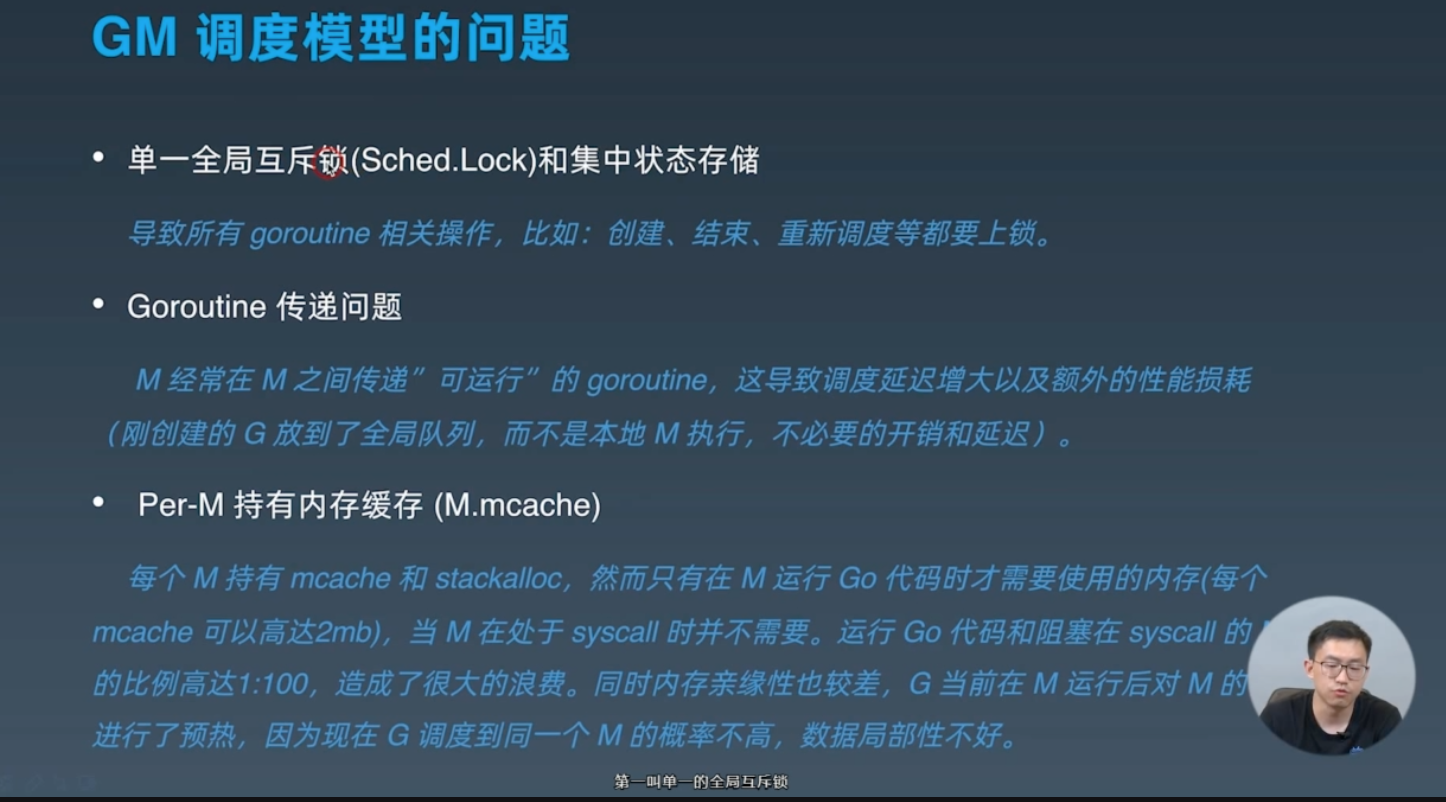 GM 调度模型的问题
• 单一全局互斥锁(Sched.Lock)和集中状态存储
导致所有 goroutine 相关操作，比如：创建、结束、重新调度等都要上锁。
• Goroutine 传递问题
M 经常在 M 之间传递”可运行”的 goroutine，这导致调度延迟增大以及额外的性能损耗
（刚创建的 G 放到了全局队列，而不是本地 M 执行，不必要的开销和延迟）。
• Per-M 持有内存缓存 (M.mcache)
每个 M 持有 mcache 和 stackalloc，然而只有在 M 运行 Go 代码时才需要使用的内存(每个
mcache 可以高达2mb)，当 M 在处于 syscall 时并不需要。运行 Go 代码和阻塞在 syscall 的
的比例高达1:100，造成了很大的浪费。同时内存亲缘性也较差，G 当前在 M 运行后对 M 的
进行了预热，因为现在 G 调度到同一个 M 的概率不高，数据局部性不好。
第一叫单一的全局互斥锁